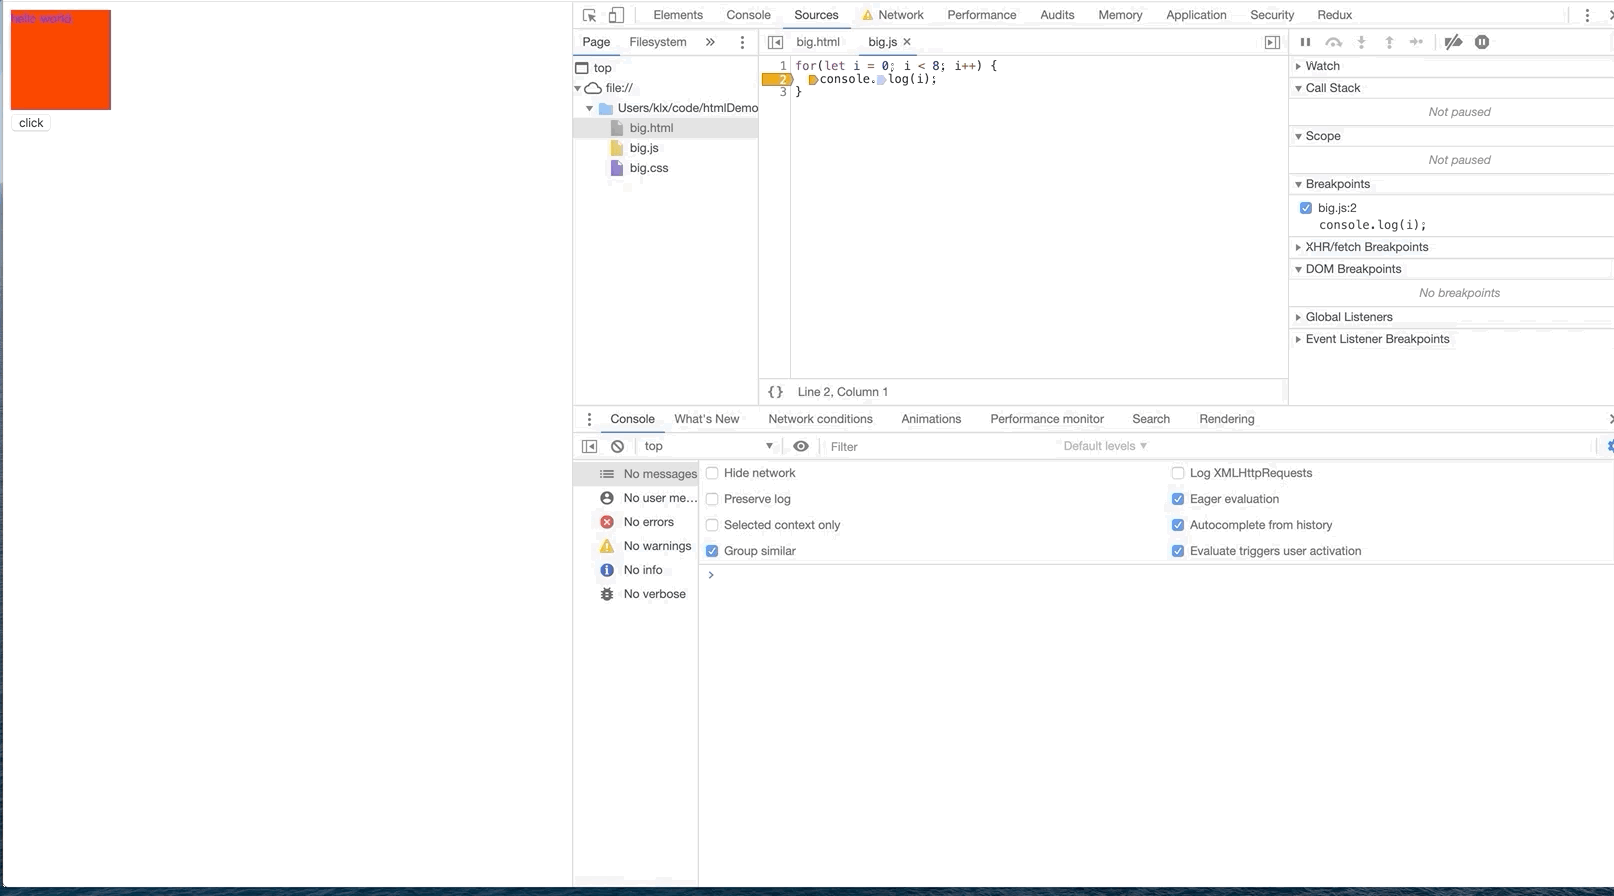 hello world
click
Elements Console Sources Network Performance Audits Memory Application Security Redux
Page Filesystem
big.html big.js
top
file://
Users/klx/code/htmlDemo
big.html
big.js
big.css
1 for(let i = 0; i < 8; i++) {
2 console.log(i);
3 }
{} Line 2, Column 1
Watch
Call Stack
Not paused
Scope
Not paused
Breakpoints
big.js:2
console.log(i);
XHR/fetch Breakpoints
DOM Breakpoints
No breakpoints
Global Listeners
Event Listener Breakpoints
Console What's New Network conditions Animations Performance monitor Search Rendering
top Filter Default levels
No messages
No user me...
No errors
No warnings
No info
No verbose
Hide network
Preserve log
Selected context only
Group similar
Log XMLHttpRequests
Eager evaluation
Autocomplete from history
Evaluate triggers user activation